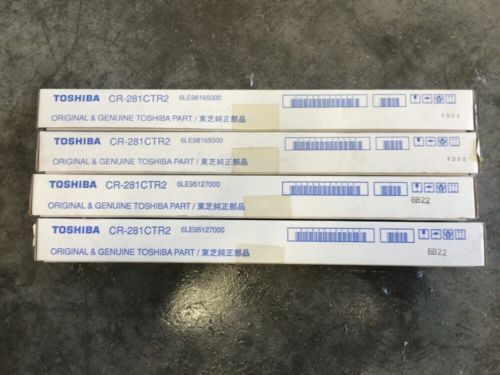 TOSHIBA CR-281CTR2 6LE98165000
ORIGINAL & GENUINE TOSHIBA PART / 東芝純正部品
TOSHIBA CR-281CTR2 6LE98165000
ORIGINAL & GENUINE TOSHIBA PART / 東芝純正部品
TOSHIBA CR-281CTR2 6LE95127000
ORIGINAL & GENUINE TOSHIBA PART / 東芝純正部品
8B22
TOSHIBA CR-281CTR2 6LE95127000
ORIGINAL & GENUINE TOSHIBA PART / 東芝純正部品
8B22